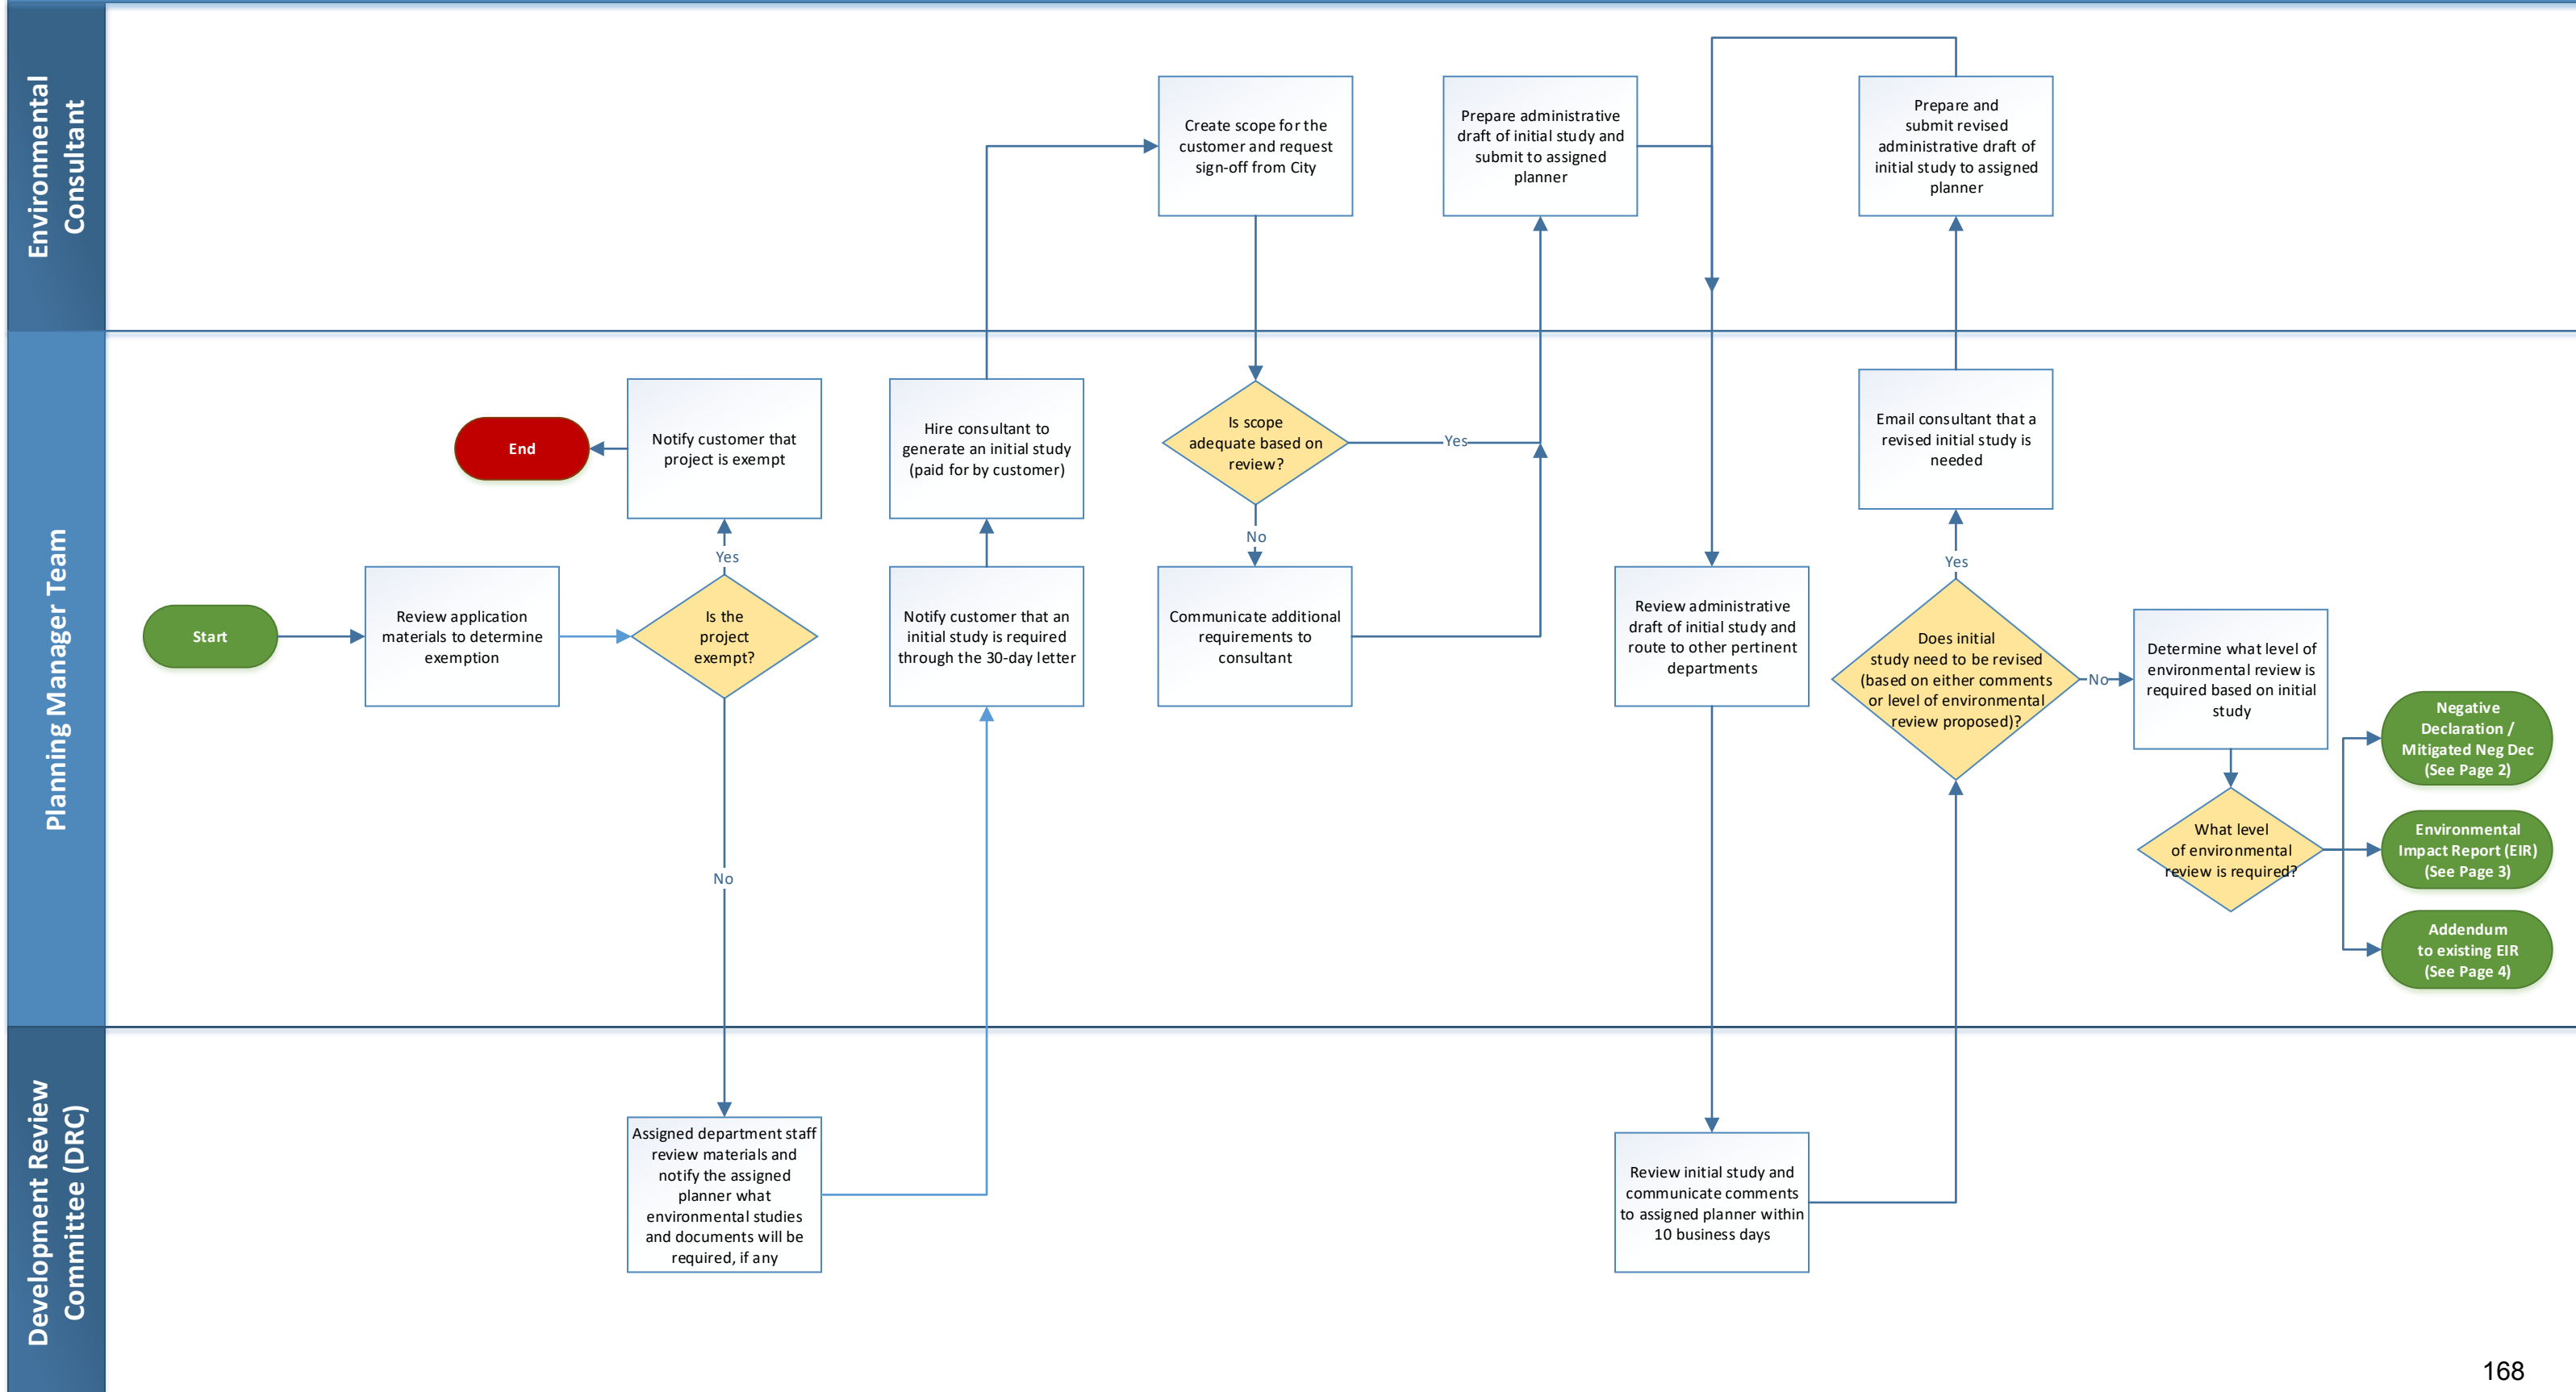 Environmental
Consultant
Create scope for the
customer and request
sign-off from City
Prepare administrative
draft of initial study and
submit to assigned
planner
Prepare and
submit revised
administrative draft of
initial study to assigned
planner
Planning Manager Team
Start
Review application
materials to determine
exemption
Is the
project
exempt?
Yes
Notify customer that
project is exempt
End
No
Notify customer that an
initial study is required
through the 30-day letter
Hire consultant to
generate an initial study
(paid for by customer)
Is scope
adequate based on
review?
Yes
No
Communicate additional
requirements to
consultant
Review administrative
draft of initial study and
route to other pertinent
departments
Email consultant that a
revised initial study is
needed
Yes
Does initial
study need to be revised
(based on either comments
or level of environmental
review proposed)?
No
Determine what level of
environmental review is
required based on initial
study
What level
of environmental
review is required?
Negative
Declaration /
Mitigated Neg Dec
(See Page 2)
Environmental
Impact Report (EIR)
(See Page 3)
Addendum
to existing EIR
(See Page 4)
Development Review
Committee (DRC)
Assigned department staff
review materials and
notify the assigned
planner what
environmental studies
and documents will be
required, if any
Review initial study and
communicate comments
to assigned planner within
10 business days
168